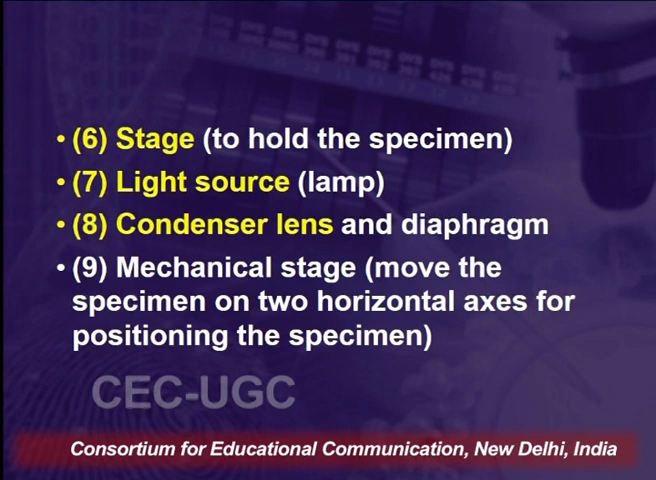 • (6) Stage (to hold the specimen)
• (7) Light source (lamp)
• (8) Condenser lens and diaphragm
• (9) Mechanical stage (move the
specimen on two horizontal axes for
positioning the specimen)
CEC-UGC
Consortium for Educational Communication, New Delhi, India